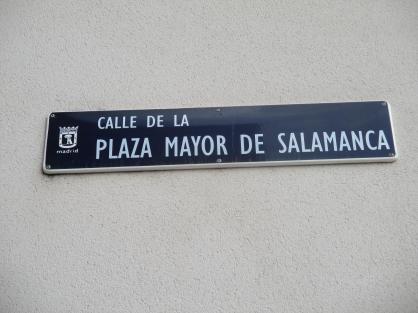 CALLE DE LA
PLAZA MAYOR DE SALAMANCA
madrid